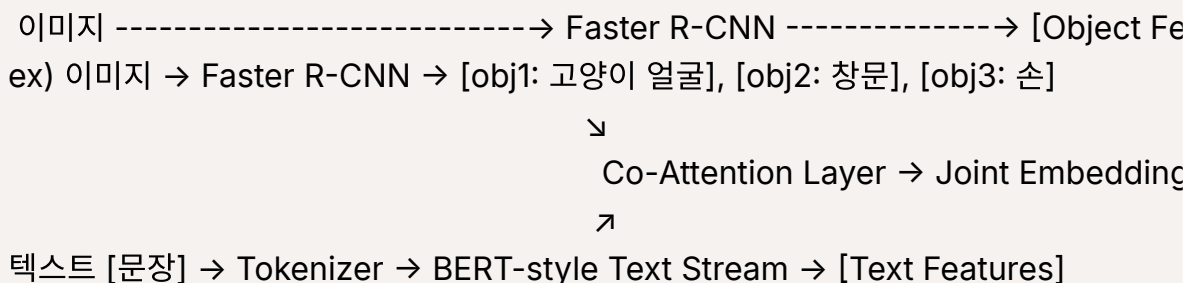 이미지 ----------------------------→ Faster R-CNN --------------→ [Object Fe
ex) 이미지 → Faster R-CNN → [obj1: 고양이 얼굴], [obj2: 창문], [obj3: 손]
↘
Co-Attention Layer → Joint Embedding
↗
텍스트 [문장] → Tokenizer → BERT-style Text Stream → [Text Features]